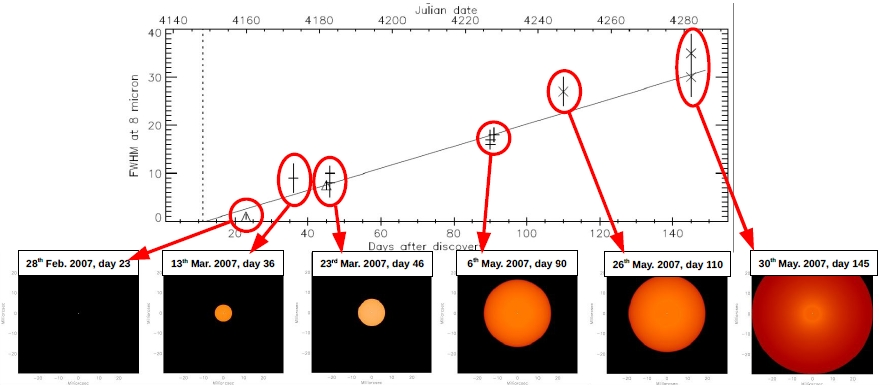 Julian date
4140 4160 4180 4200 4220 4240 4260 4280
FWHM at 8 micron
40
30
20
10
0
20 40 60 80 100 120 140
Days after discovery
28th Feb. 2007, day 23
13th Mar. 2007, day 36
23rd Mar. 2007, day 46
6th May. 2007, day 90
26th May. 2007, day 110
30th May. 2007, day 145